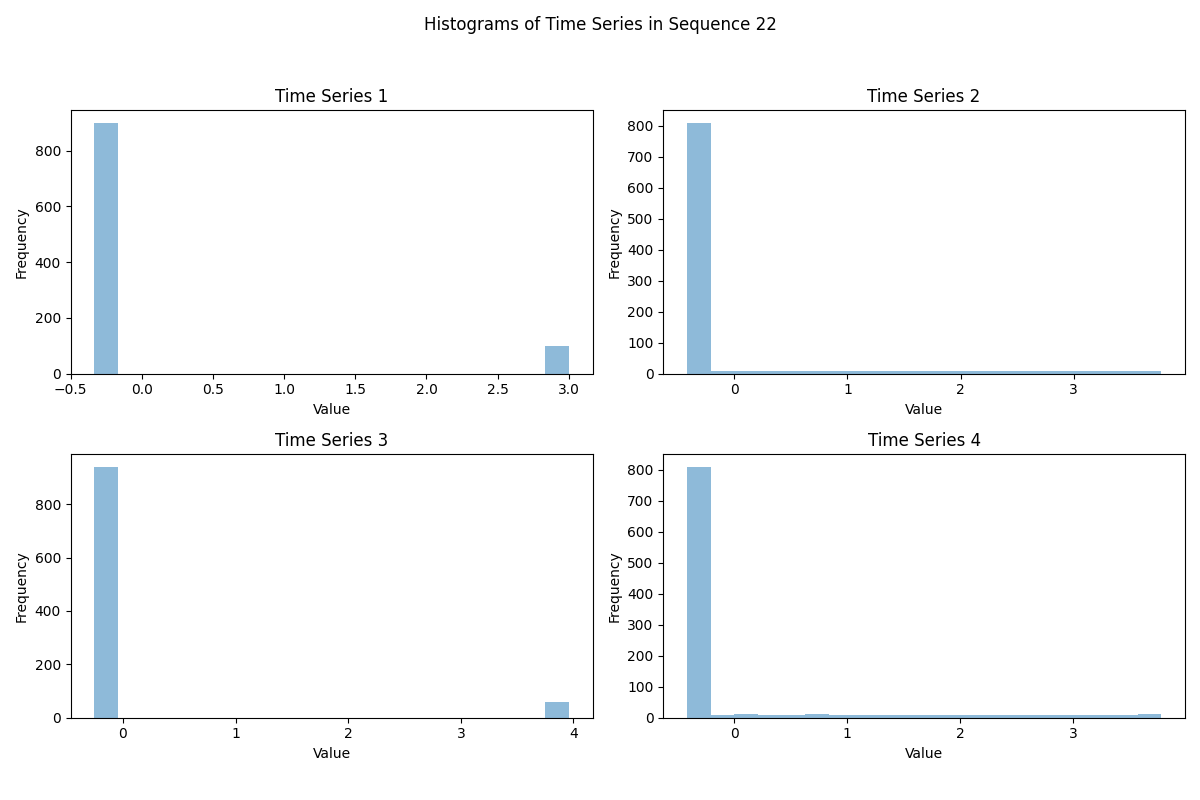 Histograms of Time Series in Sequence 22
Time Series 1
Frequency
800
600
400
200
0
−0.5 0.0 0.5 1.0 1.5 2.0 2.5 3.0
Value
Time Series 2
Frequency
800
700
600
500
400
300
200
100
0
0 1 2 3
Value
Time Series 3
Frequency
800
600
400
200
0
0 1 2 3 4
Value
Time Series 4
Frequency
800
700
600
500
400
300
200
100
0
0 1 2 3
Value